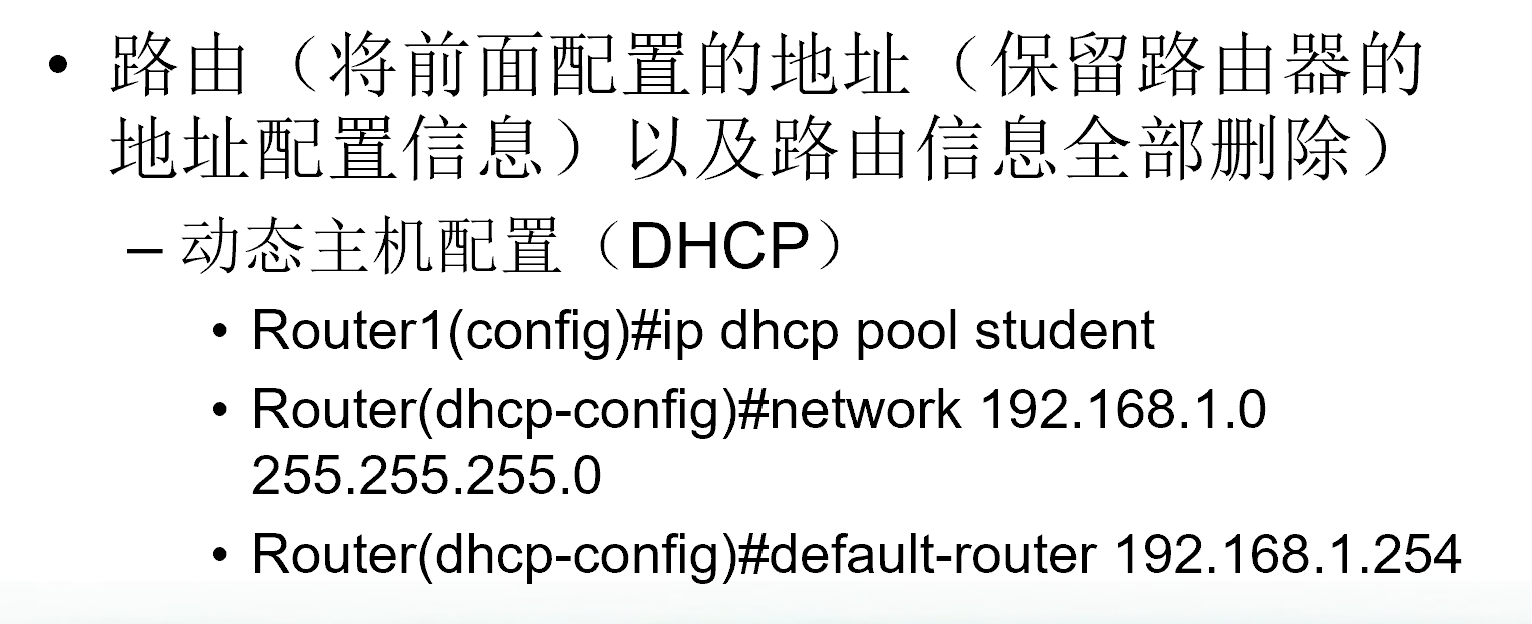 • 路由（将前面配置的地址（保留路由器的
地址配置信息）以及路由信息全部删除）
– 动态主机配置（DHCP）
• Router1(config)#ip dhcp pool student
• Router(dhcp-config)#network 192.168.1.0
255.255.255.0
• Router(dhcp-config)#default-router 192.168.1.254